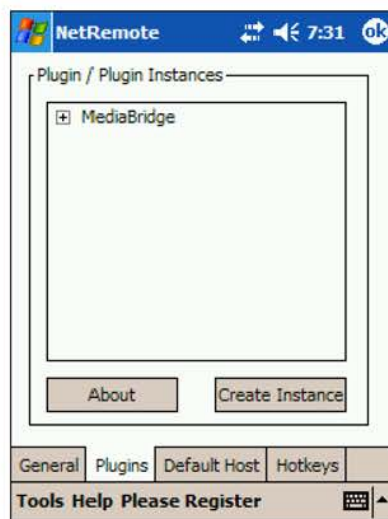 NetRemote 7:31 ok
Plugin / Plugin Instances
MediaBridge
About Create Instance
General Plugins Default Host Hotkeys
Tools Help Please Register